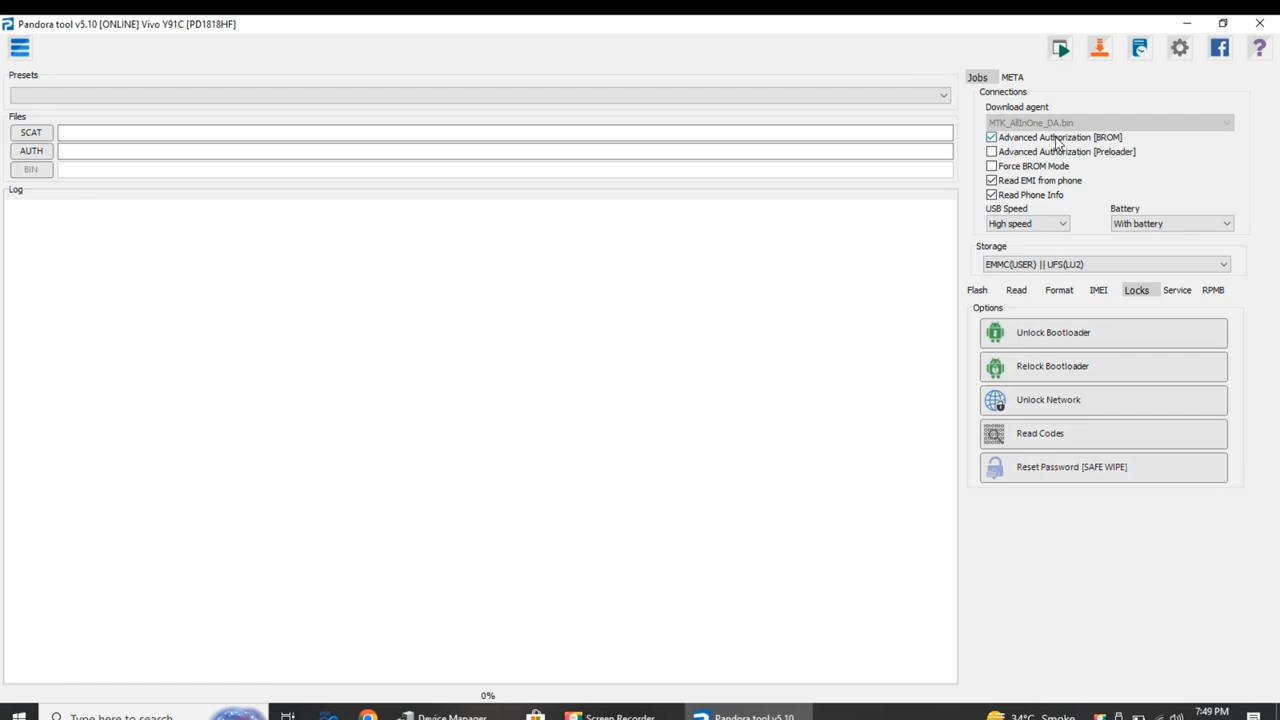 Pandora tool v5.10 [ONLINE] Vivo Y91C [PD1818HF]
Presets
Files
SCAT
AUTH
BIN
Log
0%
Jobs META
Connections
Download agent
MTK_AllInOne_DA.bin
Advanced Authorization [BROM]
Advanced Authorization [Preloader]
Force BROM Mode
Read EMI from phone
Read Phone Info
USB Speed Battery
High speed With battery
Storage
EMMC(USER) || UFS(LU2)
Flash Read Format IMEI Locks Service RPMB
Options
Unlock Bootloader
Relock Bootloader
Unlock Network
Read Codes
Reset Password [SAFE WIPE]
Type here to search Device Manager Screen Recorder Pandora tool v5.10 34°C Smoke 7:49 PM